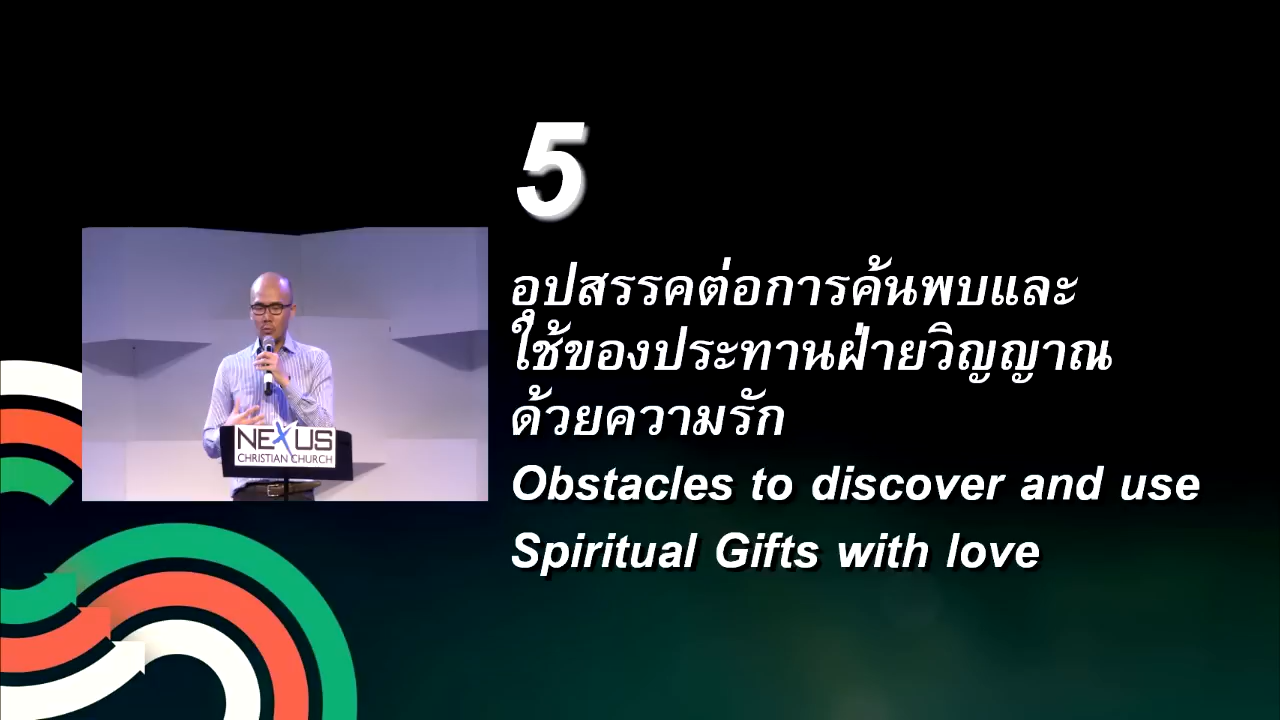 5
อุปสรรคต่อการค้นพบและ
ใช้ของประทานฝ่ายวิญญาณ
ด้วยความรัก
Obstacles to discover and use
Spiritual Gifts with love
NEXUS
CHRISTIAN CHURCH